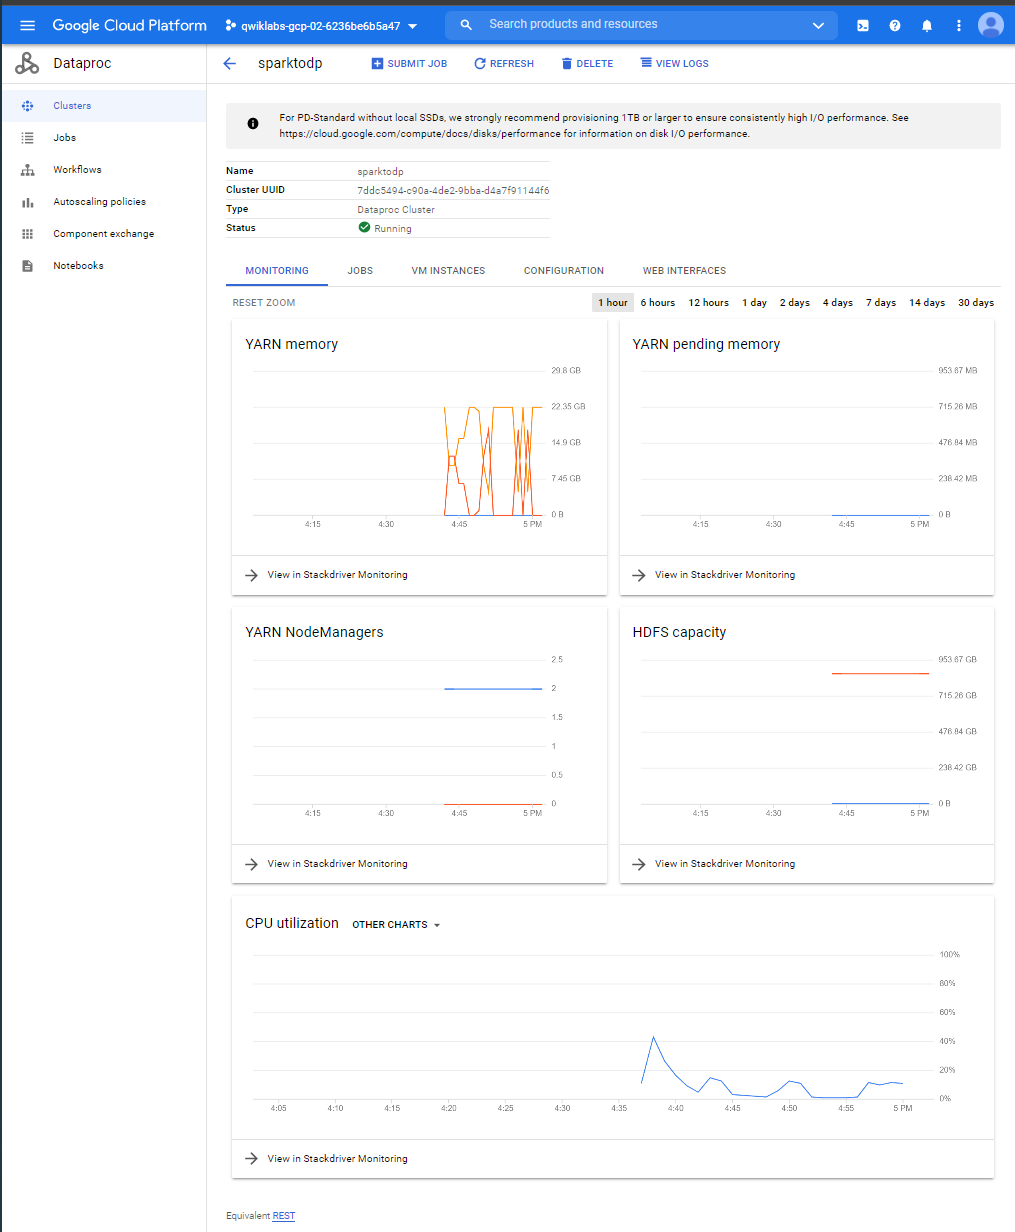 Google Cloud Platform
qwiklabs-gcp-02-6236be6b5a47
Search products and resources
Dataproc
sparktodp
SUBMIT JOB
REFRESH
DELETE
VIEW LOGS
Clusters
Jobs
Workflows
Autoscaling policies
Component exchange
Notebooks
For PD-Standard without local SSDs, we strongly recommend provisioning 1TB or larger to ensure consistently high I/O performance. See
https://cloud.google.com/compute/docs/disks/performance for information on disk I/O performance.
Name sparktodp
Cluster UUID 7ddc5494-c90a-4de2-9bba-d4a7f91144f6
Type Dataproc Cluster
Status Running
MONITORING JOBS VM INSTANCES CONFIGURATION WEB INTERFACES
RESET ZOOM
1 hour 6 hours 12 hours 1 day 2 days 4 days 7 days 14 days 30 days
YARN memory
29.8 GB
22.35 GB
14.9 GB
7.45 GB
0 B
4:15 4:30 4:45 5 PM
View in Stackdriver Monitoring
YARN pending memory
953.67 MB
715.26 MB
476.84 MB
238.42 MB
0 B
4:15 4:30 4:45 5 PM
View in Stackdriver Monitoring
YARN NodeManagers
2.5
2
1.5
1
0.5
0
4:15 4:30 4:45 5 PM
View in Stackdriver Monitoring
HDFS capacity
953.67 GB
715.26 GB
476.84 GB
238.42 GB
0 B
4:15 4:30 4:45 5 PM
View in Stackdriver Monitoring
CPU utilization OTHER CHARTS
100%
80%
60%
40%
20%
0%
4:05 4:10 4:15 4:20 4:25 4:30 4:35 4:40 4:45 4:50 4:55 5 PM
View in Stackdriver Monitoring
Equivalent REST